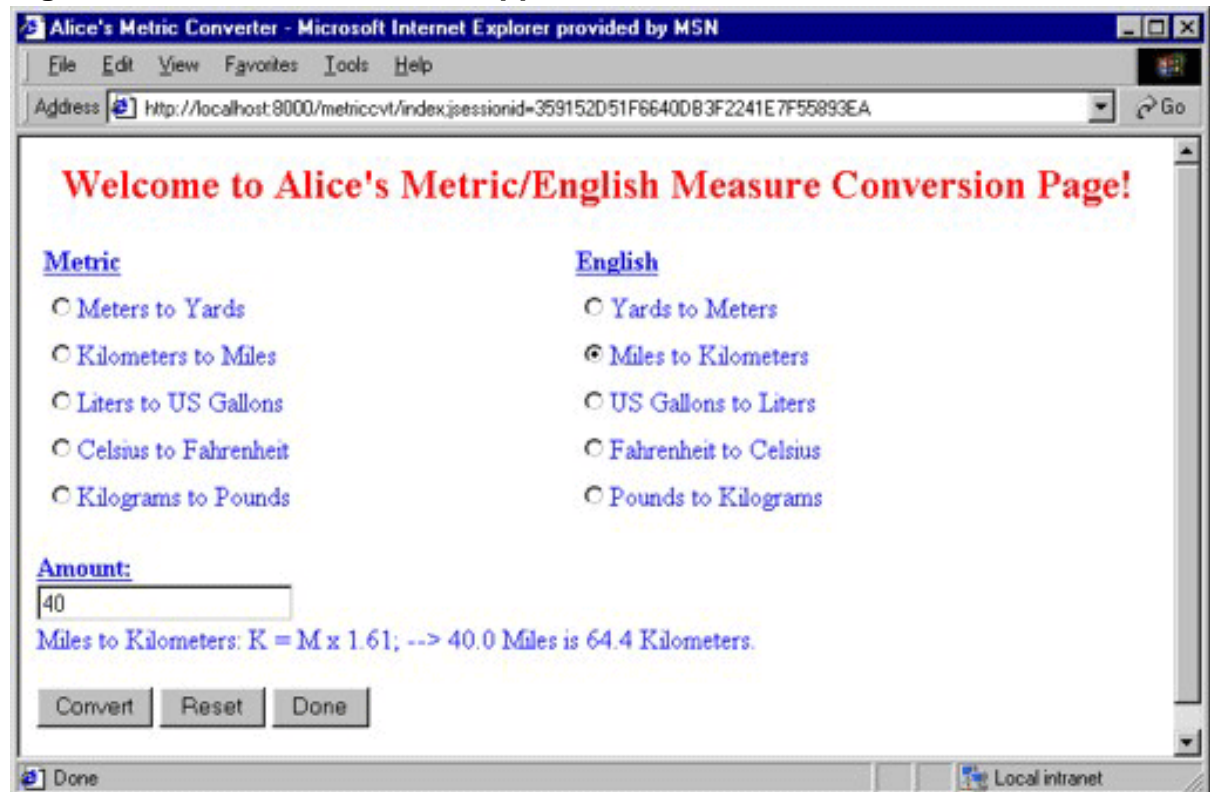 Alice's Metric Converter - Microsoft Internet Explorer provided by MSN
File Edit View Favorites Tools Help
Address http://localhost:8000/metriccvt/index;jsessionid=359152D51F6640DB3F2241E7F55893EA Go
Welcome to Alice's Metric/English Measure Conversion Page!
Metric English
Meters to Yards Yards to Meters
Kilometers to Miles Miles to Kilometers
Liters to US Gallons US Gallons to Liters
Celsius to Fahrenheit Fahrenheit to Celsius
Kilograms to Pounds Pounds to Kilograms
Amount:
40
Miles to Kilometers: K = M x 1.61; --> 40.0 Miles is 64.4 Kilometers.
Convert Reset Done
Done Local intranet